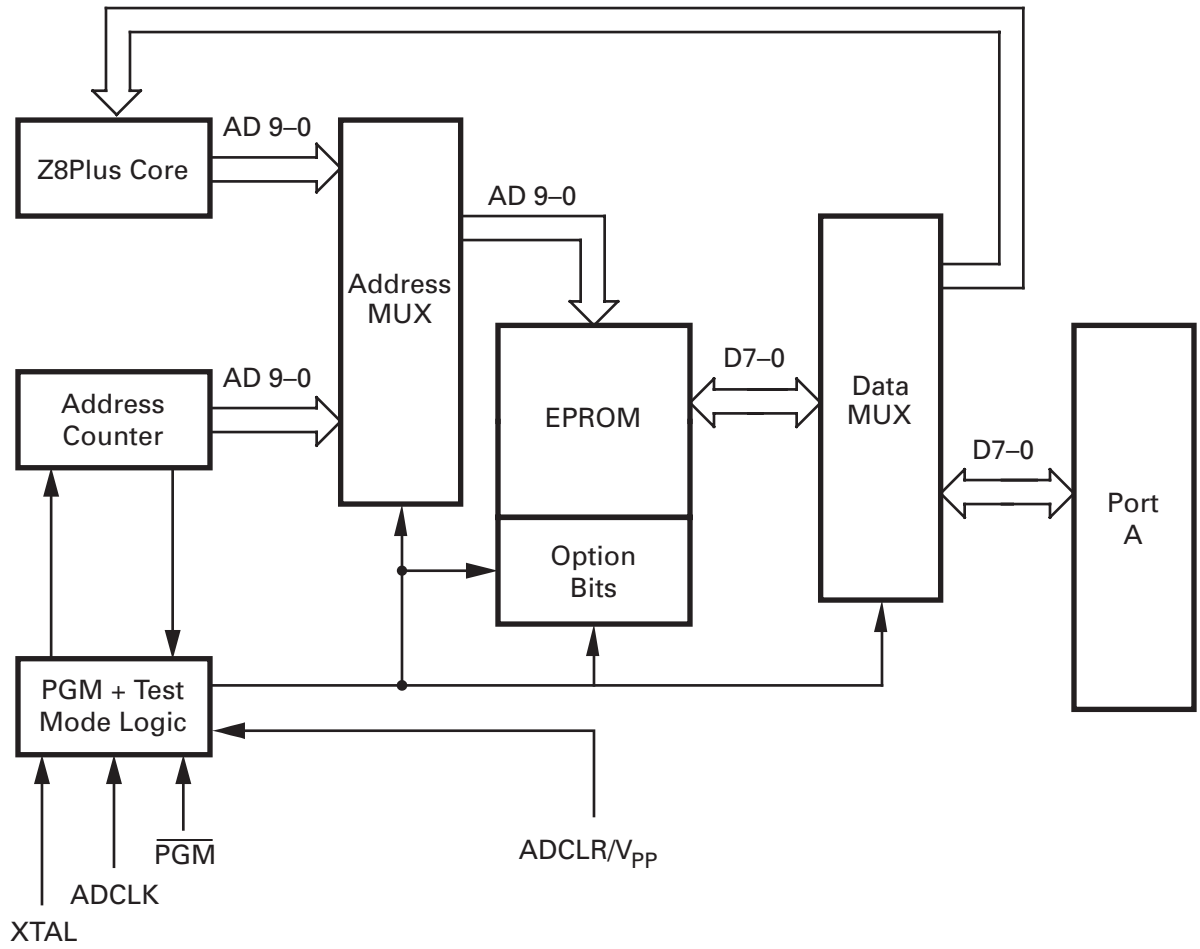 AD 9–0
Z8Plus Core
AD 9–0
Address
MUX
AD 9–0
Address
Counter
EPROM
D7–0
Data
MUX
D7–0
Port
A
Option
Bits
PGM + Test
Mode Logic
PGM
ADCLR/VPP
ADCLK
XTAL